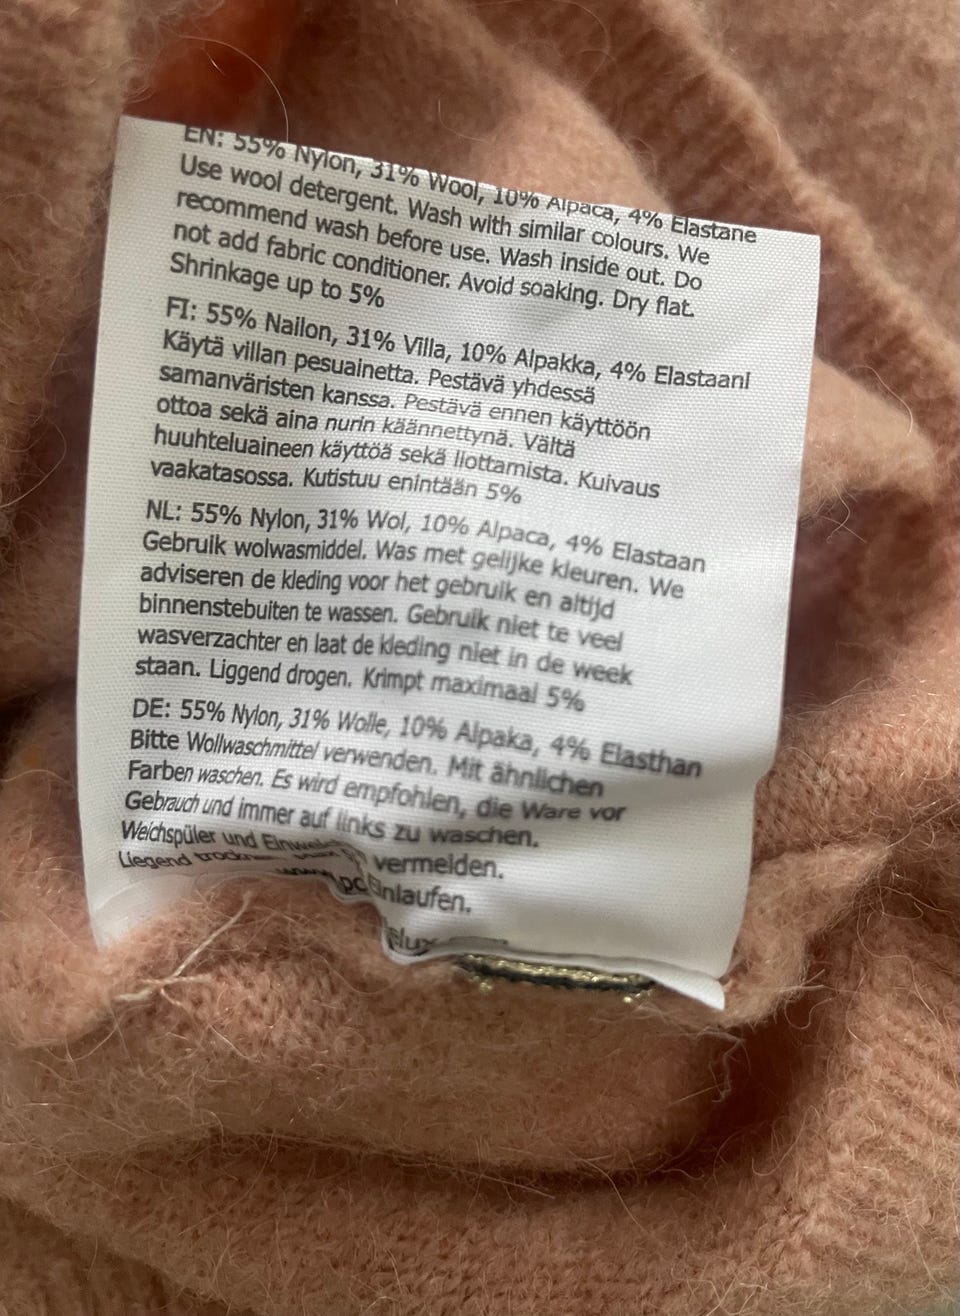 EN: 55% Nylon, 31% Wool, 10% Alpaca, 4% Elastane
Use wool detergent. Wash with similar colours. We
recommend wash before use. Wash inside out. Do
not add fabric conditioner. Avoid soaking. Dry flat.
Shrinkage up to 5%
FI: 55% Nailon, 31% Villa, 10% Alpakka, 4% Elastaani
Käytä villan pesuainetta. Pestävä yhdessä
samanväristen kanssa. Pestävä ennen käyttöön
ottoa sekä aina nurin käännettynä. Vältä
huuhteluaineen käyttöä sekä liottamista. Kuivaus
vaakatasossa. Kutistuu enintään 5%
NL: 55% Nylon, 31% Wol, 10% Alpaca, 4% Elastaan
Gebruik wolwasmiddel. Was met gelijke kleuren. We
adviseren de kleding voor het gebruik en altijd
binnenstebuiten te wassen. Gebruik niet te veel
wasverzachter en laat de kleding niet in de week
staan. Liggend drogen. Krimpt maximaal 5%
DE: 55% Nylon, 31% Wolle, 10% Alpaka, 4% Elasthan
Bitte Wollwaschmittel verwenden. Mit ähnlichen
Farben waschen. Es wird empfohlen, die Ware vor
Gebrauch und immer auf links zu waschen.
Weichspüler und vermeiden.
Liegend Einlaufen.